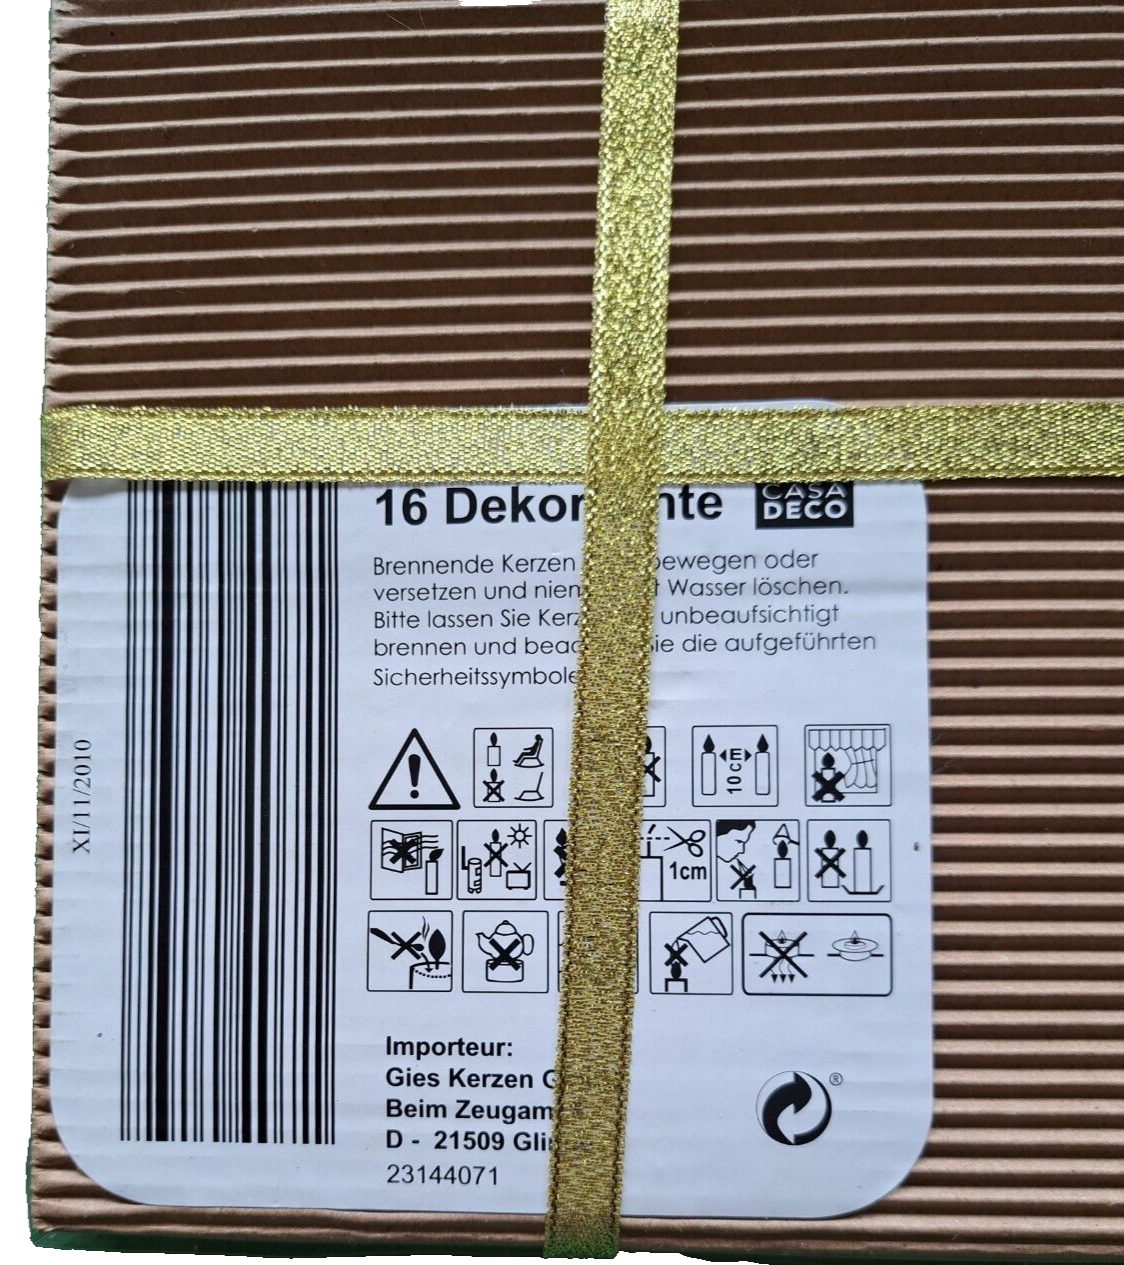 16 Dekor nte
CASA
DECO
Brennende Kerzen bewegen oder
versetzen und nien t Wasser löschen.
Bitte lassen Sie Kerz unbeaufsichtigt
brennen und beac Sie die aufgeführten
Sicherheitssymbole
10 cm
1cm
XI/11/2010
Importeur:
Gies Kerzen G
Beim Zeugam
D - 21509 Gli
23144071
®